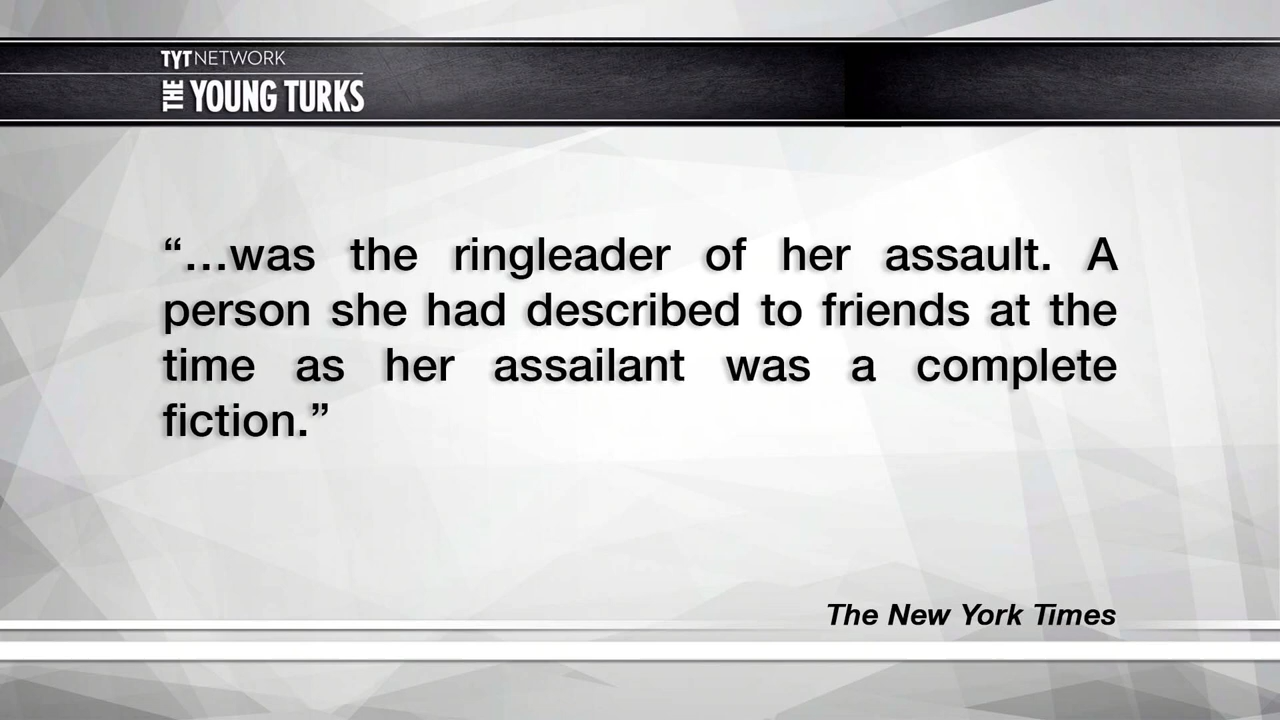 TYT NETWORK
THE YOUNG TURKS
“...was the ringleader of her assault. A
person she had described to friends at the
time as her assailant was a complete
fiction.”
The New York Times